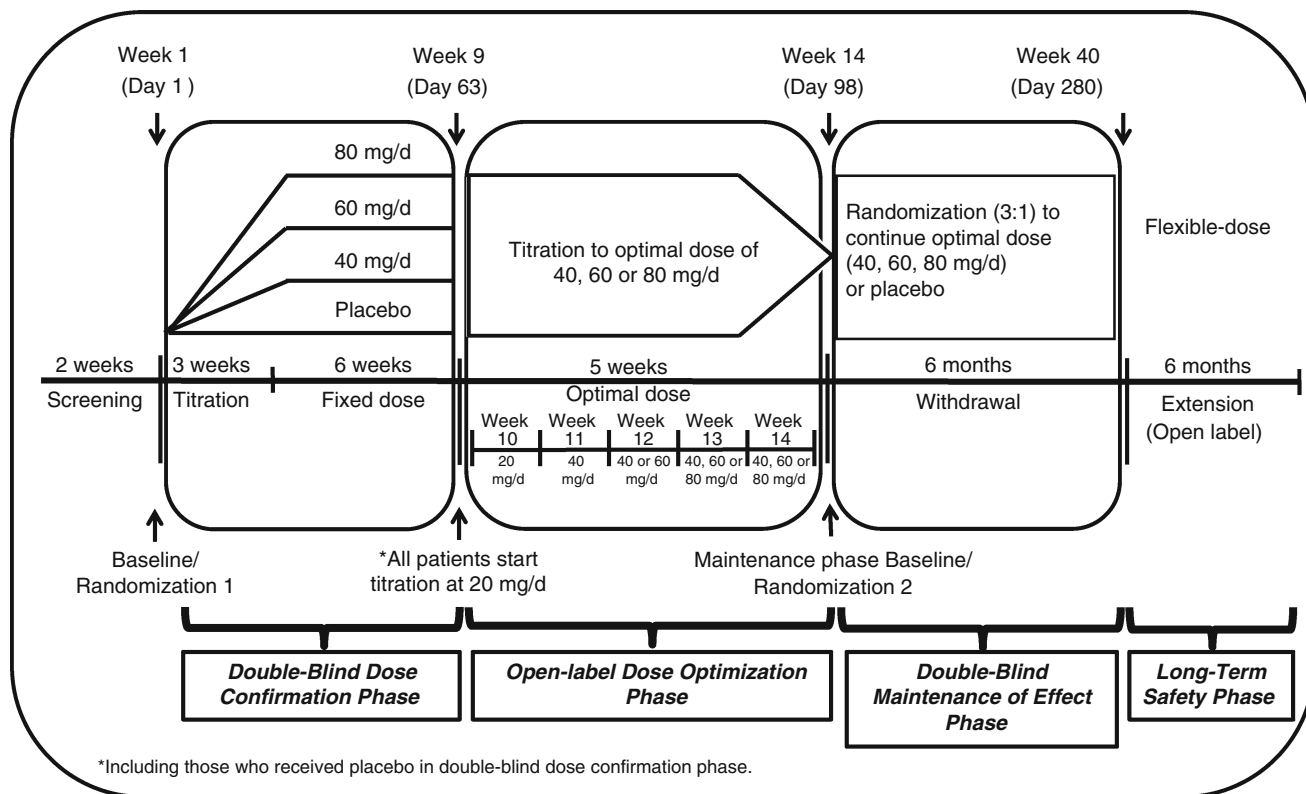 Week 1
(Day 1)
Week 9
(Day 63)
Week 14
(Day 98)
Week 40
(Day 280)
80 mg/d
60 mg/d
40 mg/d
Placebo
Titration to optimal dose of
40, 60 or 80 mg/d
Randomization (3:1) to
continue optimal dose
(40, 60, 80 mg/d)
or placebo
Flexible-dose
2 weeks
Screening
3 weeks
Titration
6 weeks
Fixed dose
5 weeks
Optimal dose
6 months
Withdrawal
6 months
Extension
(Open label)
Week
10
20
mg/d
Week
11
40
mg/d
Week
12
40 or 60
mg/d
Week
13
40, 60 or
80 mg/d
Week
14
40, 60 or
80 mg/d
Baseline/
Randomization 1
*All patients start
titration at 20 mg/d
Maintenance phase Baseline/
Randomization 2
Double-Blind Dose
Confirmation Phase
Open-label Dose Optimization
Phase
Double-Blind
Maintenance of Effect
Phase
Long-Term
Safety Phase
*Including those who received placebo in double-blind dose confirmation phase.